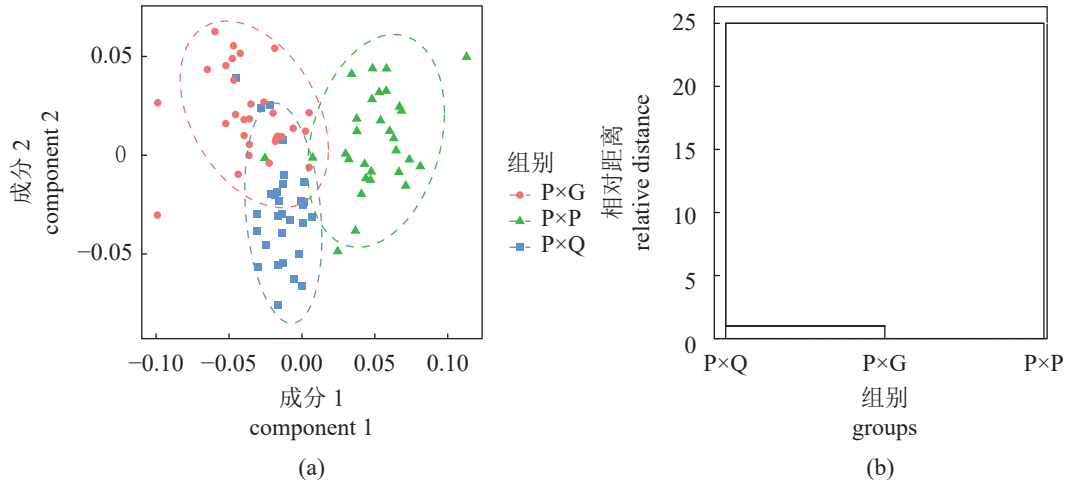 0.05
0
−0.05
成分 2
component 2
−0.10
−0.05
0.00
0.05
0.10
成分 1
component 1
(a)
组别
P×G
P×P
P×Q
25
20
15
10
5
0
相对距离
relative distance
P×Q
P×G
P×P
组别
groups
(b)